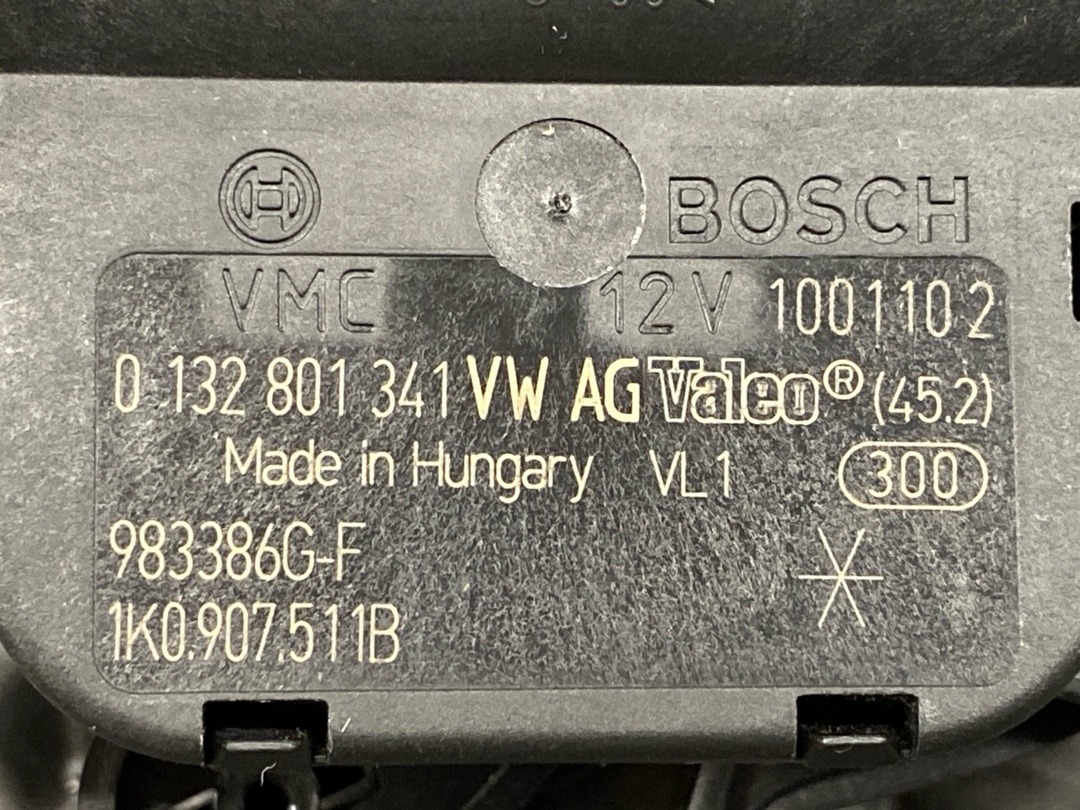 BOSCH
VMC 12V 1001102
0 132 801 341 VW AG Valeo® (45.2)
Made in Hungary VL1 300
983386G-F
1K0.907.511B